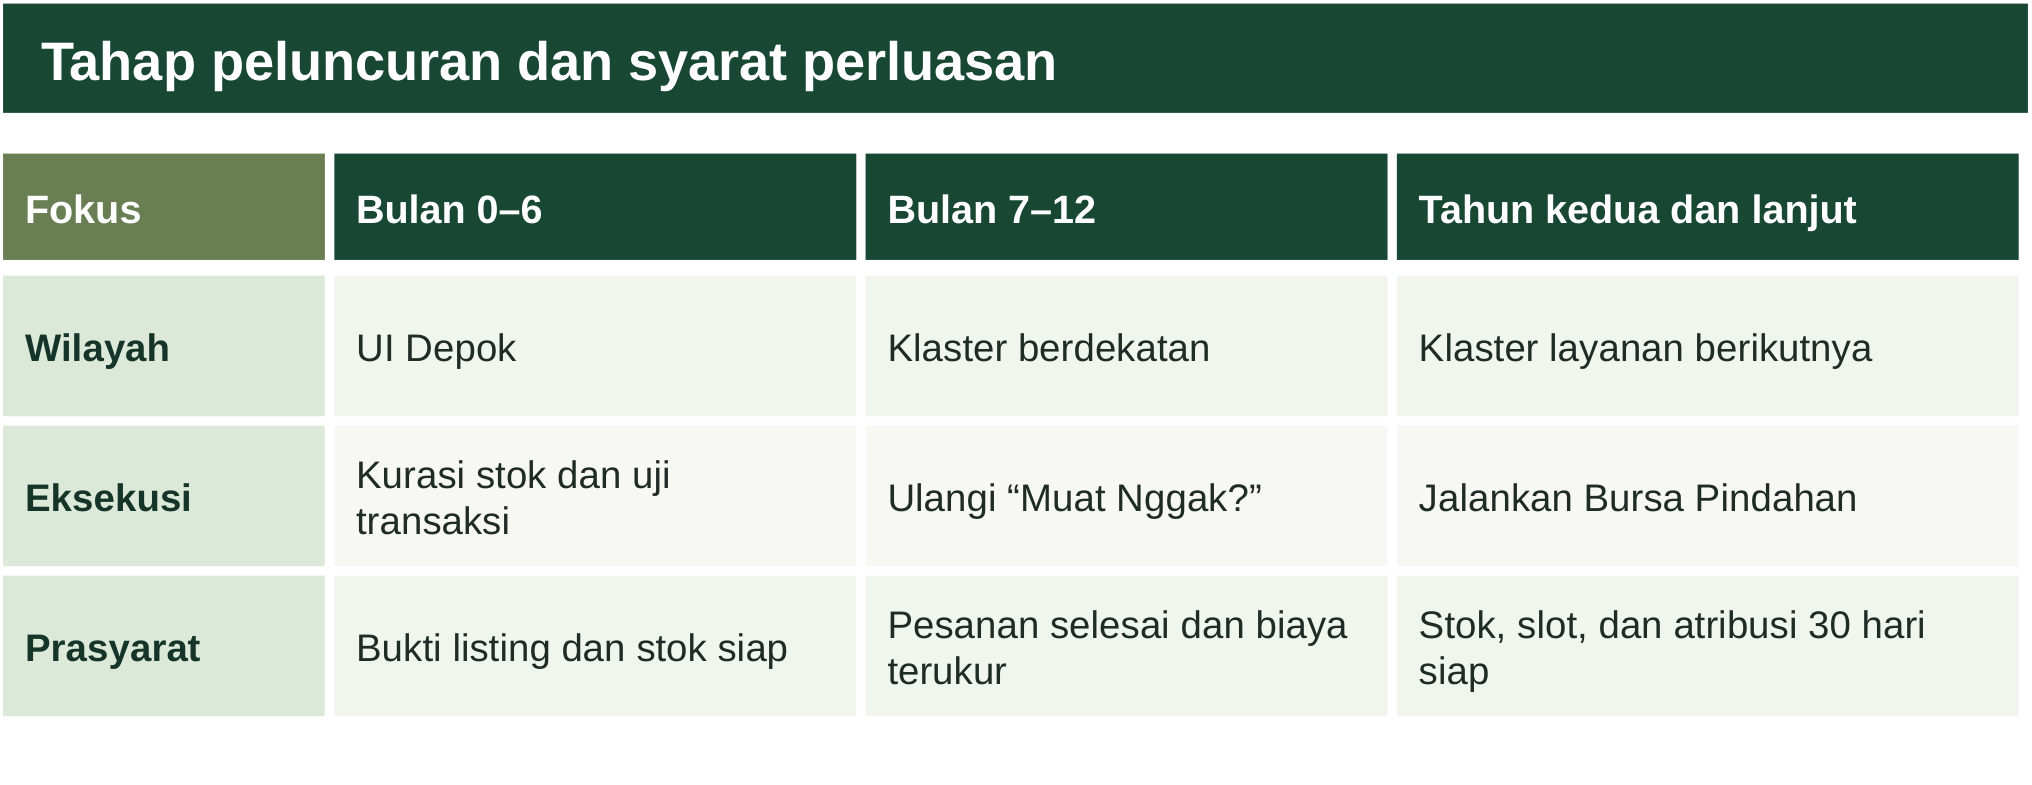 Tahap peluncuran dan syarat perluasan
Fokus
Bulan 0–6
Bulan 7–12
Tahun kedua dan lanjut
Wilayah
UI Depok
Klaster berdekatan
Klaster layanan berikutnya
Eksekusi
Kurasi stok dan uji
transaksi
Ulangi “Muat Nggak?”
Jalankan Bursa Pindahan
Prasyarat
Bukti listing dan stok siap
Pesanan selesai dan biaya
terukur
Stok, slot, dan atribusi 30 hari
siap